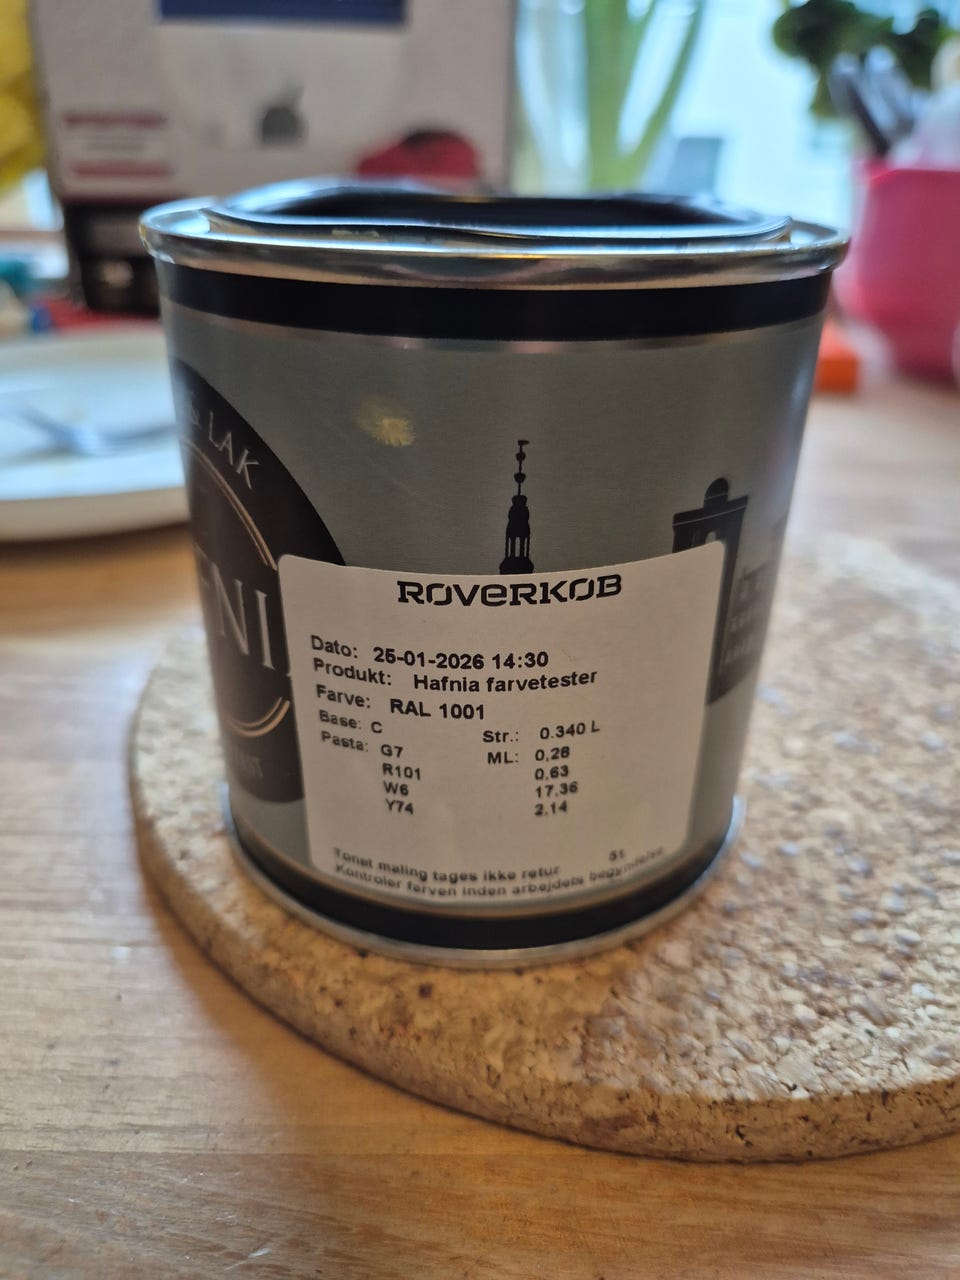 & LAK
FNI
ROVERKOB
Dato: 25-01-2026 14:30
Produkt: Hafnia farvetester
Farve: RAL 1001
Base: C Str.: 0.340 L
Pasta: G7 ML: 0,28
R101 0,63
W6 17,36
Y74 2,14
Tonet maling tages ikke retur 51
Kontroler farven inden arbejdets begyndelse